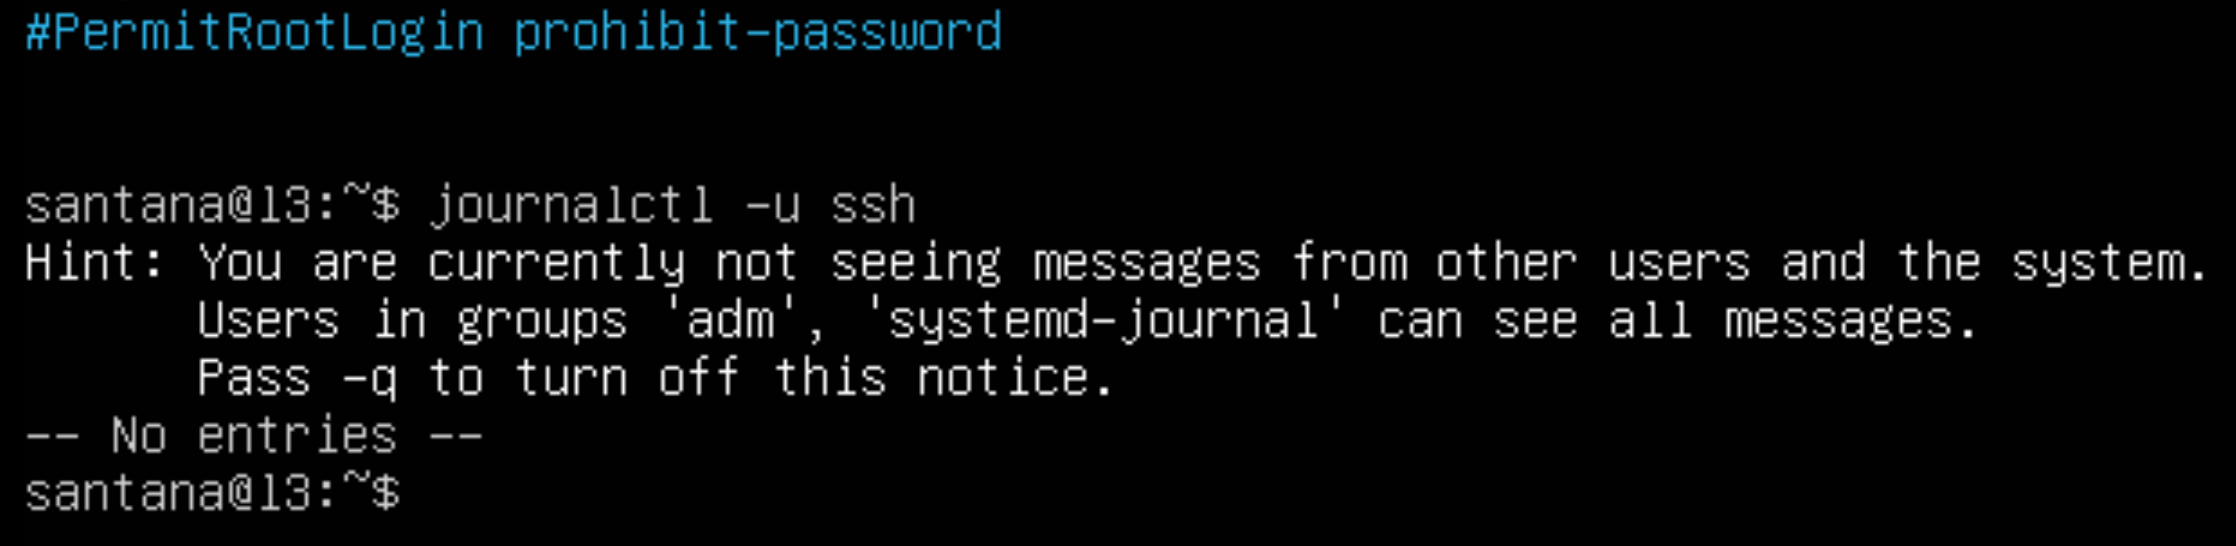 #PermitRootLogin prohibit-password
santana@l3:~$ journalctl -u ssh
Hint: You are currently not seeing messages from other users and the system.
      Users in groups 'adm', 'systemd-journal' can see all messages.
      Pass -q to turn off this notice.
-- No entries --
santana@l3:~$